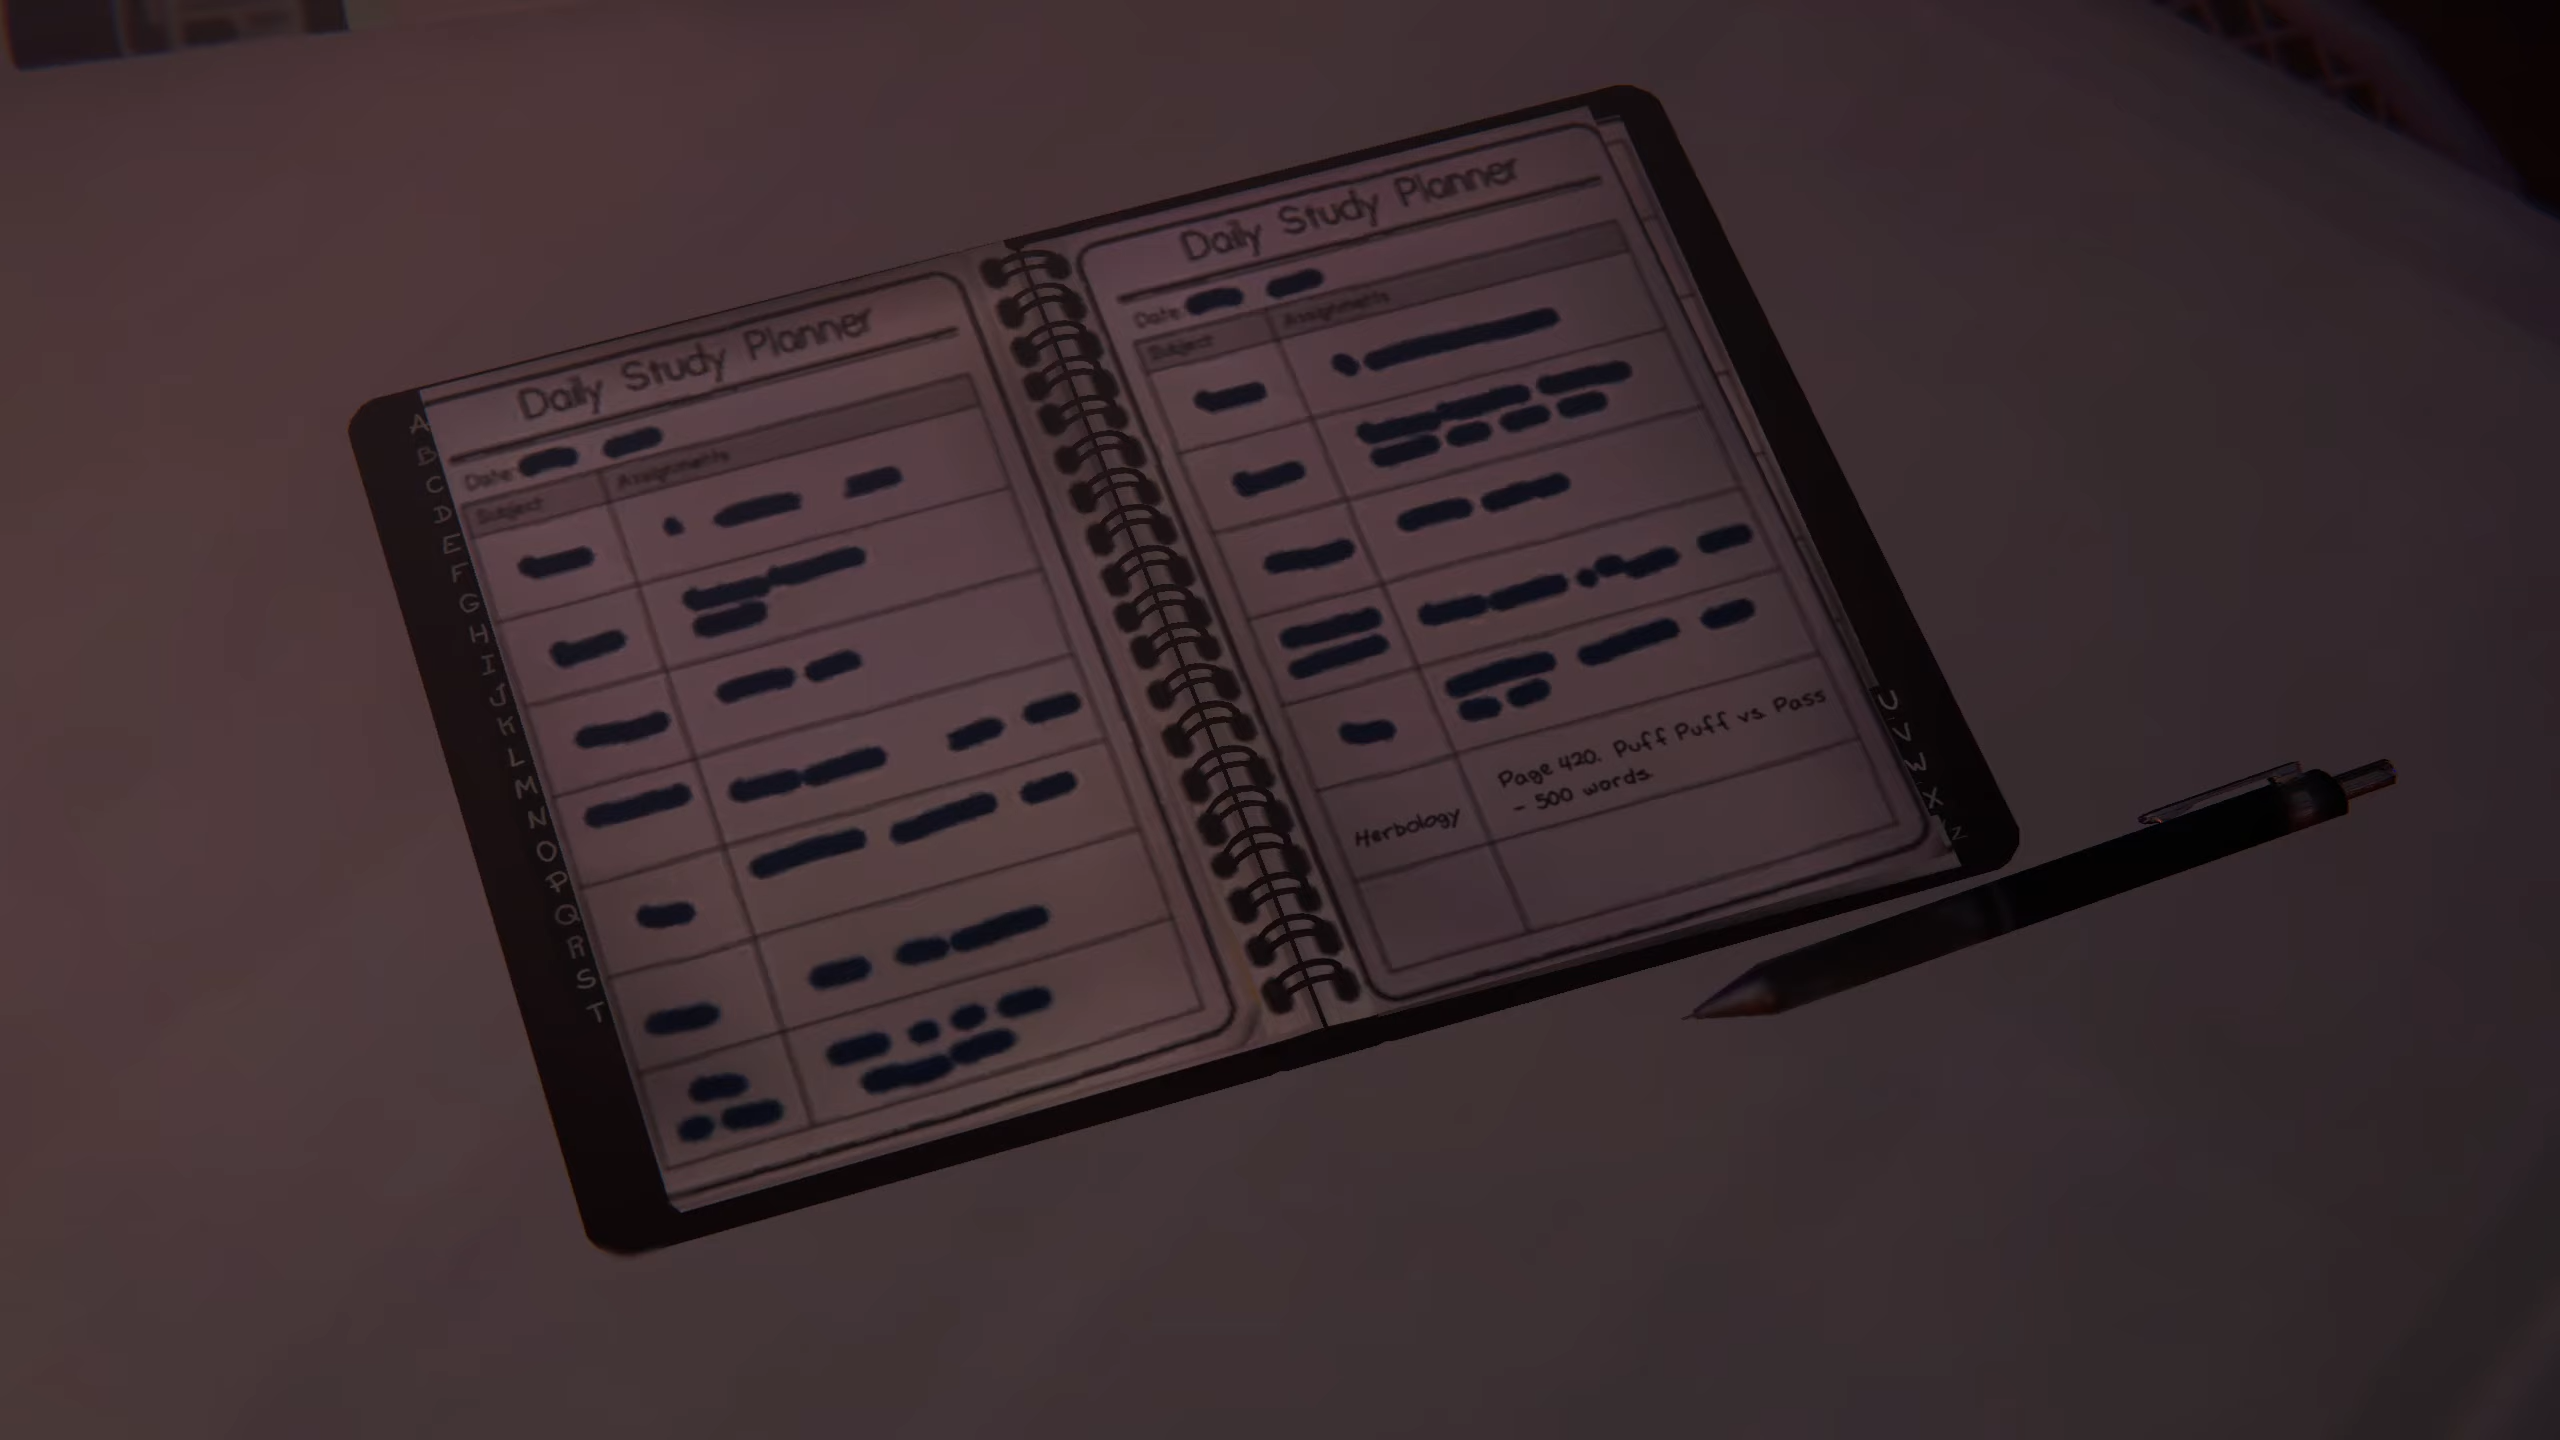 Daily Study Planner
Date:
Subject
Assignments
A
B
C
D
E
F
G
H
I
J
K
L
M
N
O
P
Q
R
S
T
Daily Study Planner
Date:
Subject
Assignments
Herbology
Page 420. Puff Puff vs. Pass
- 500 words
U
V
W
X
Z